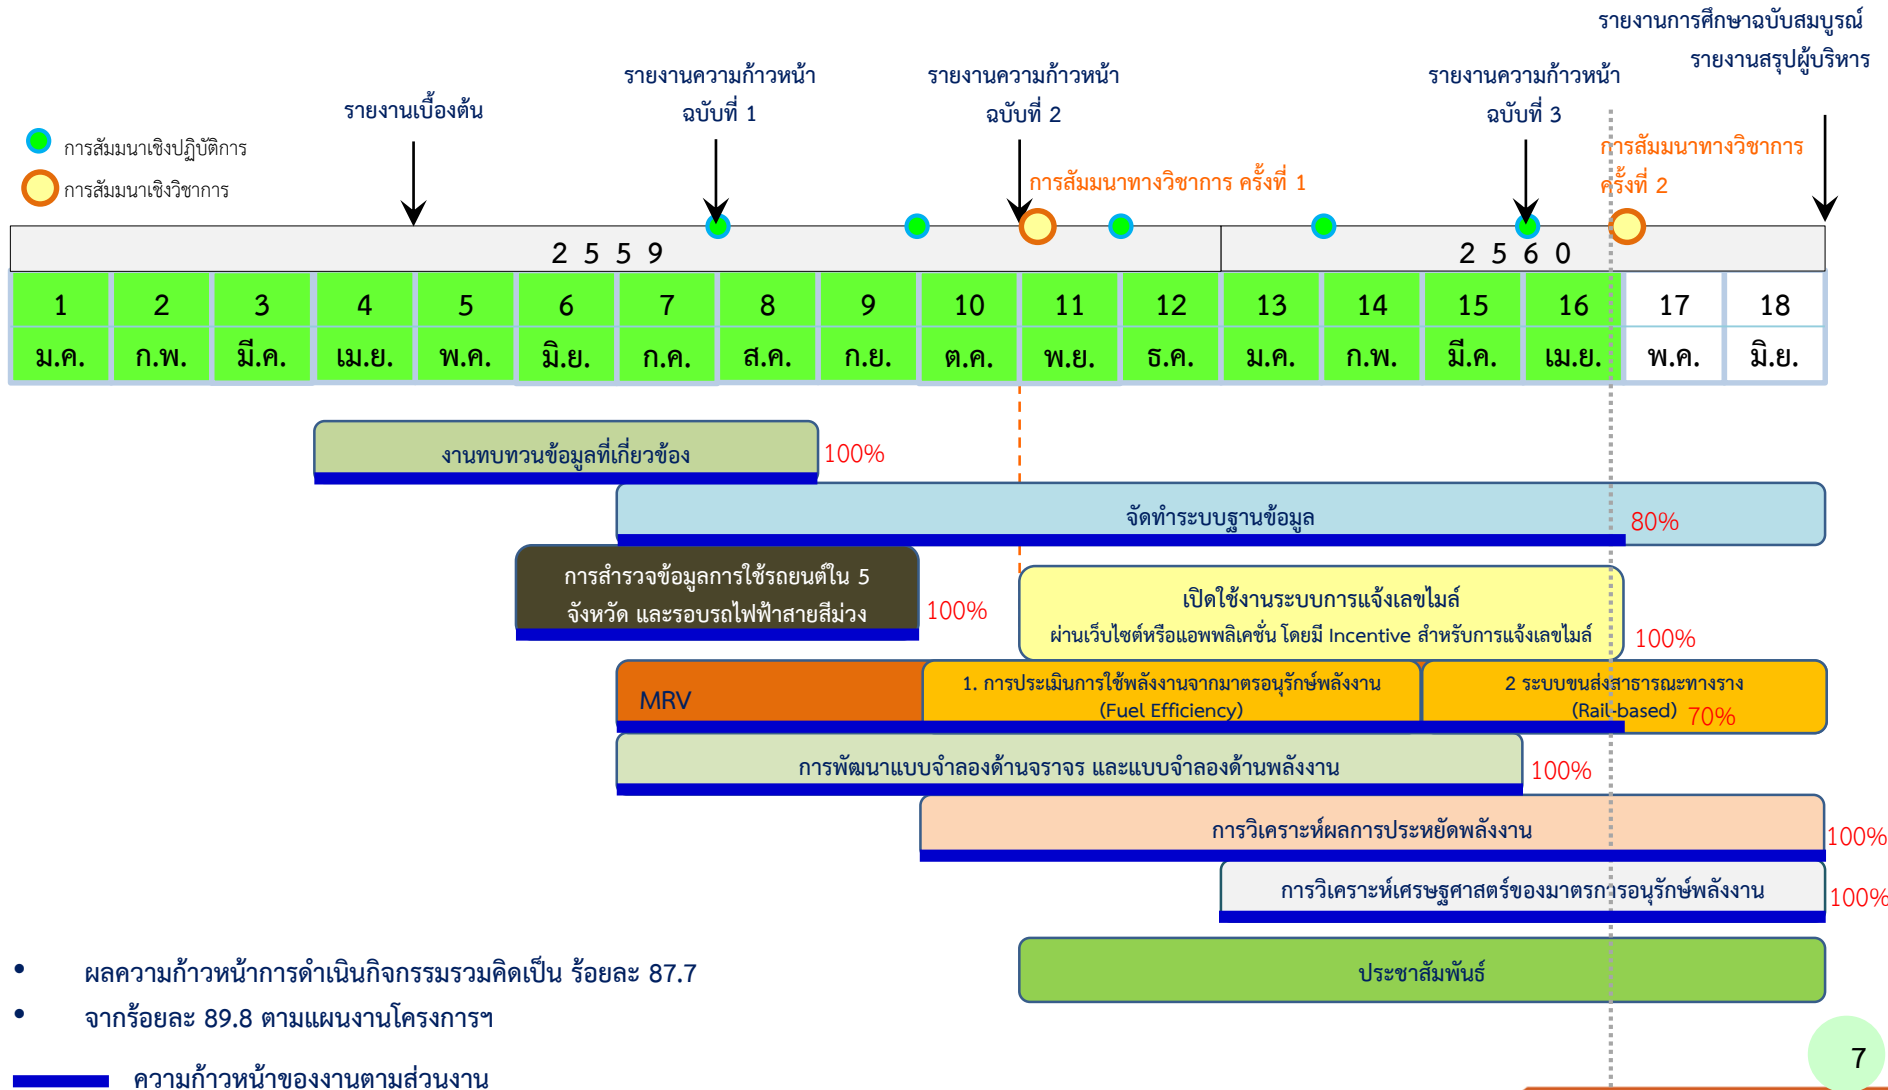 รายงานการศึกษาฉบับสมบูรณ์
รายงานสรุปผู้บริหาร
รายงานความก้าวหน้า
ฉบับที่ 1
รายงานความก้าวหน้า
ฉบับที่ 2
รายงานความก้าวหน้า
ฉบับที่ 3
รายงานเบื้องต้น
การสัมมนาเชิงปฏิบัติการ
การสัมมนาเชิงวิชาการ
การสัมมนาทางวิชาการ ครั้งที่ 1
การสัมมนาทางวิชาการ
ครั้งที่ 2
2 5 5 9
2 5 6 0
1 2 3 4 5 6 7 8 9 10 11 12 13 14 15 16 17 18
ม.ค. ก.พ. มี.ค. เม.ย. พ.ค. มิ.ย. ก.ค. ส.ค. ก.ย. ต.ค. พ.ย. ธ.ค. ม.ค. ก.พ. มี.ค. เม.ย. พ.ค. มิ.ย.
งานทบทวนข้อมูลที่เกี่ยวข้อง 100%
จัดทำระบบฐานข้อมูล 80%
การสำรวจข้อมูลการใช้รถยนต์ใน 5
จังหวัด และรอบรถไฟฟ้าสายสีม่วง 100%
เปิดใช้งานระบบการแจ้งเลขไมล์
ผ่านเว็บไซต์หรือแอพพลิเคชั่น โดยมี Incentive สำหรับการแจ้งเลขไมล์ 100%
MRV
1. การประเมินการใช้พลังงานจากมาตรอนุรักษ์พลังงาน
(Fuel Efficiency)
2 ระบบขนส่งสาธารณะทางราง
(Rail-based) 70%
การพัฒนาแบบจำลองด้านจราจร และแบบจำลองด้านพลังงาน 100%
การวิเคราะห์ผลการประหยัดพลังงาน 100%
การวิเคราะห์เศรษฐศาสตร์ของมาตรการอนุรักษ์พลังงาน 100%
ประชาสัมพันธ์
• ผลความก้าวหน้าการดำเนินกิจกรรมรวมคิดเป็น ร้อยละ 87.7
• จากร้อยละ 89.8 ตามแผนงานโครงการฯ
ความก้าวหน้าของงานตามส่วนงาน
7